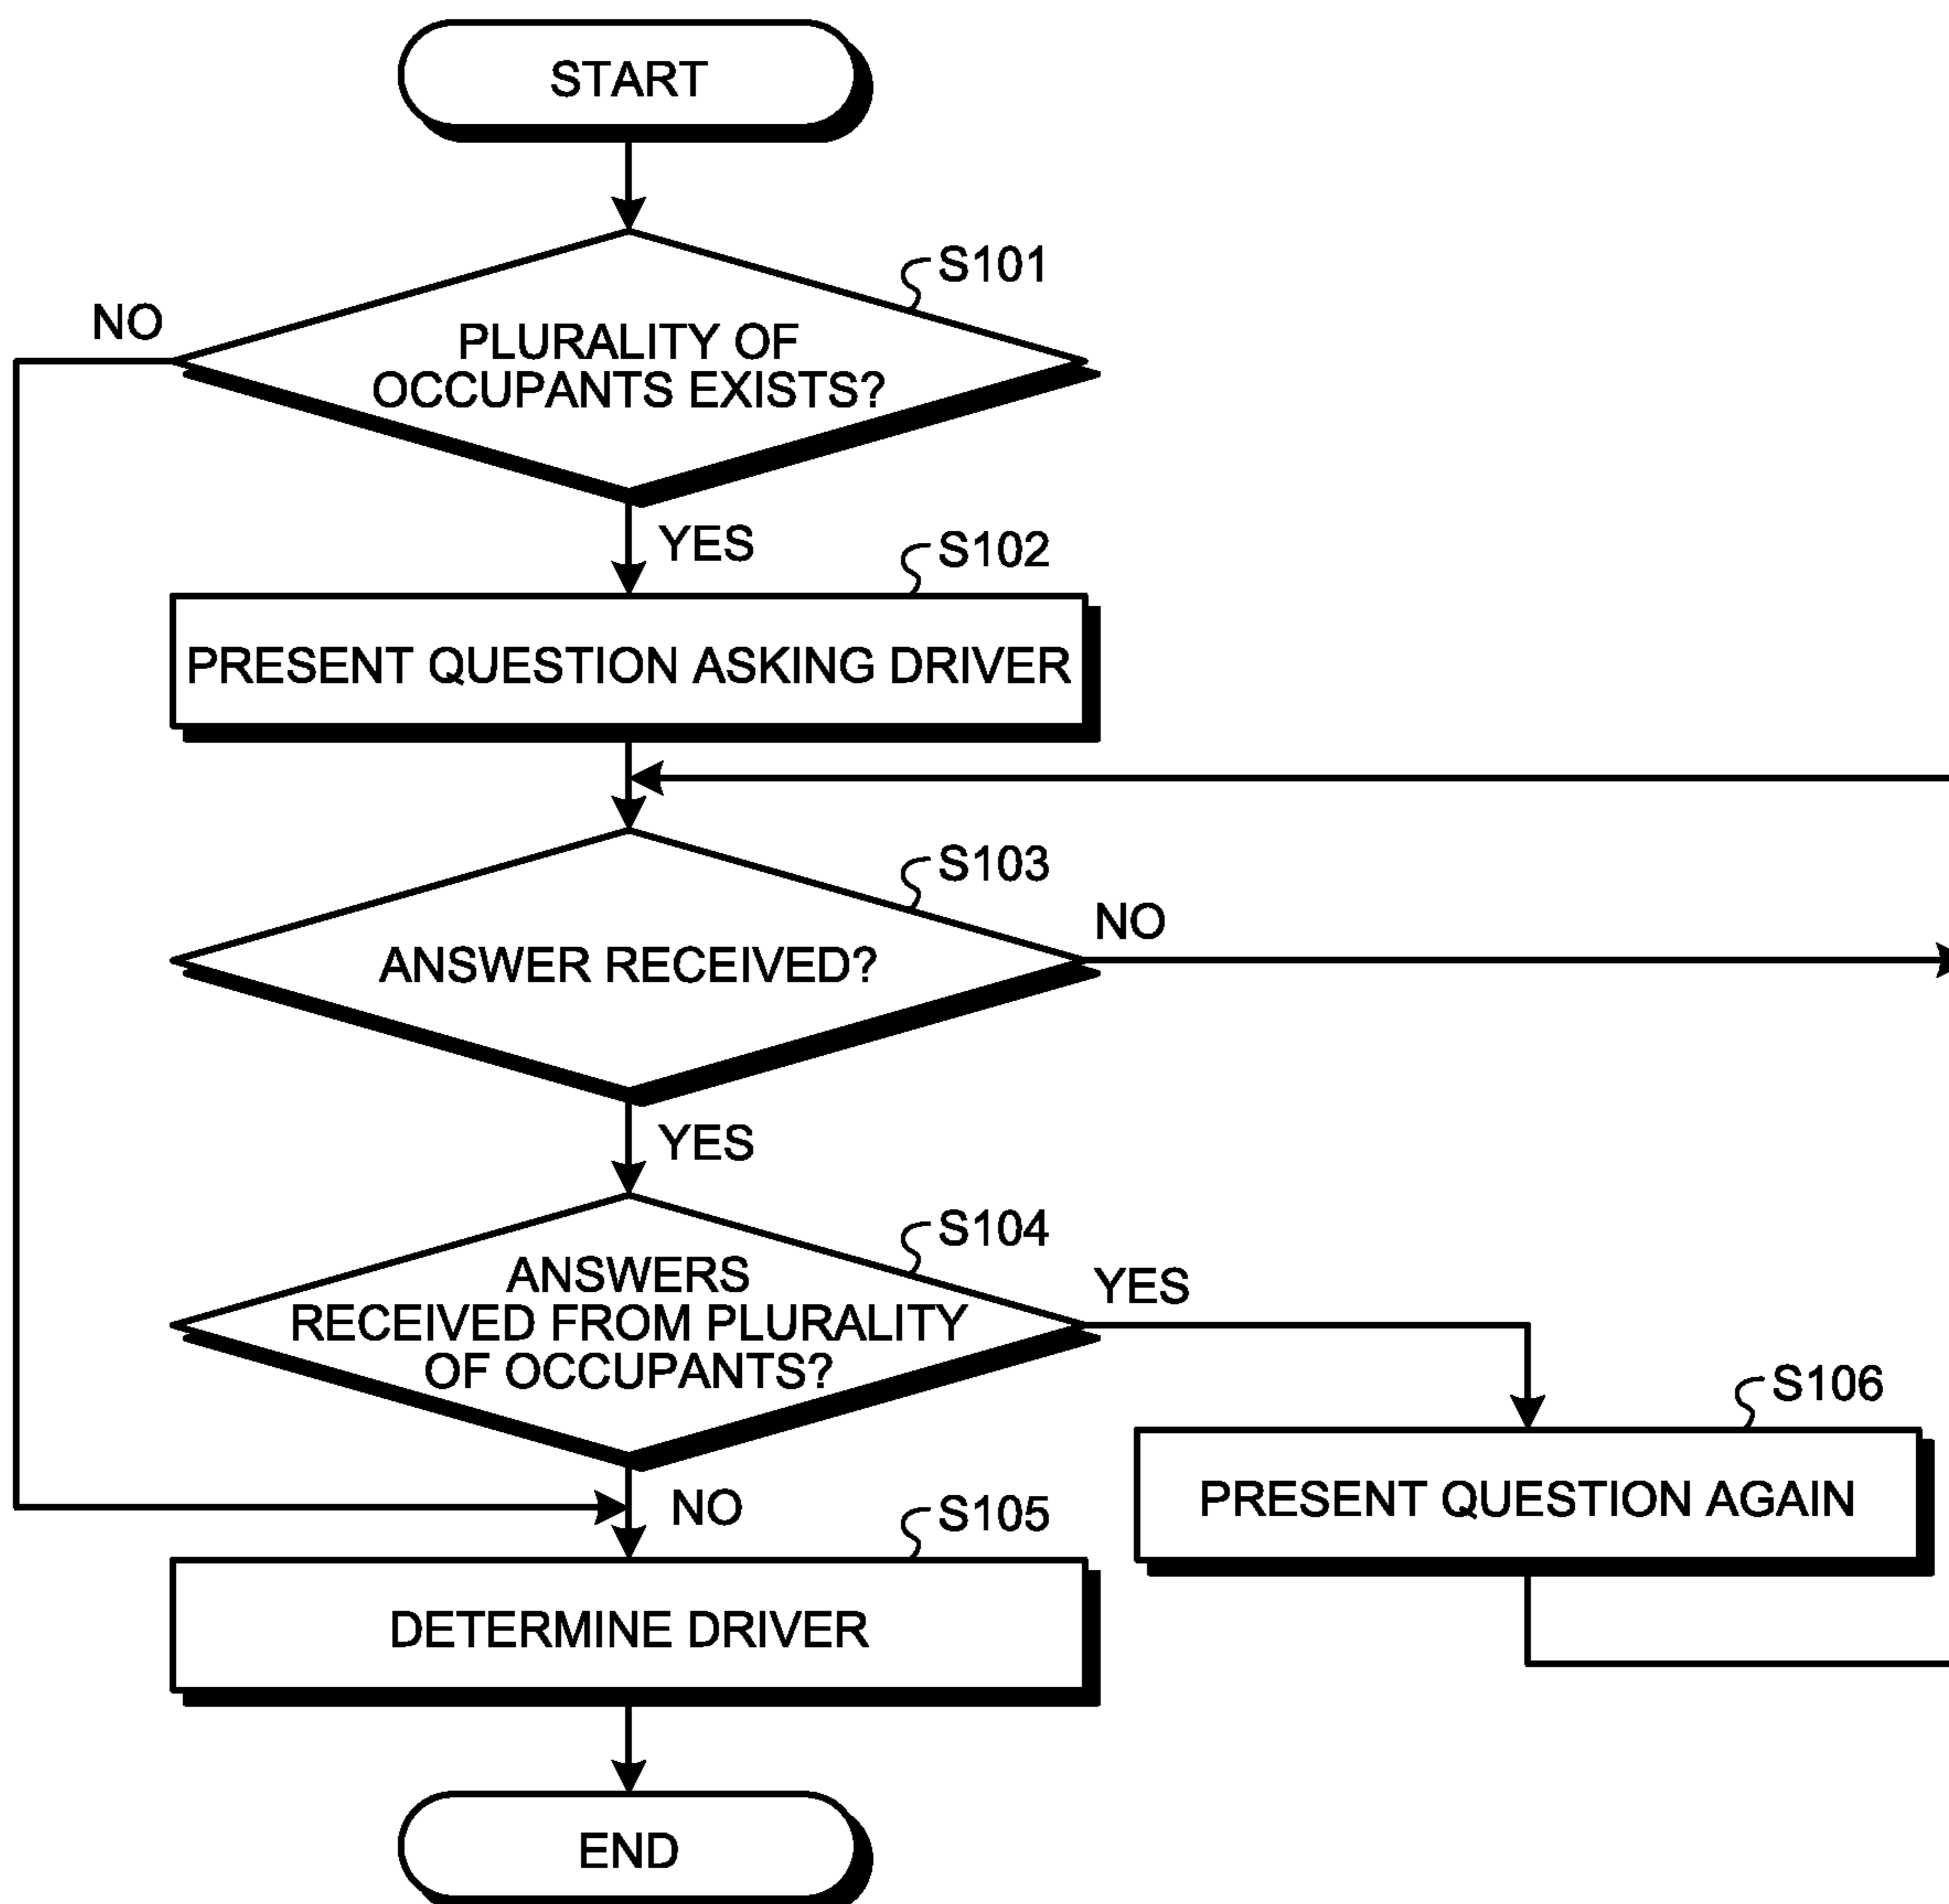 START
S101
NO
PLURALITY OF
OCCUPANTS EXISTS?
YES
S102
PRESENT QUESTION ASKING DRIVER
S103
NO
ANSWER RECEIVED?
YES
S104
ANSWERS
RECEIVED FROM PLURALITY
OF OCCUPANTS?
YES
S106
PRESENT QUESTION AGAIN
NO
S105
DETERMINE DRIVER
END